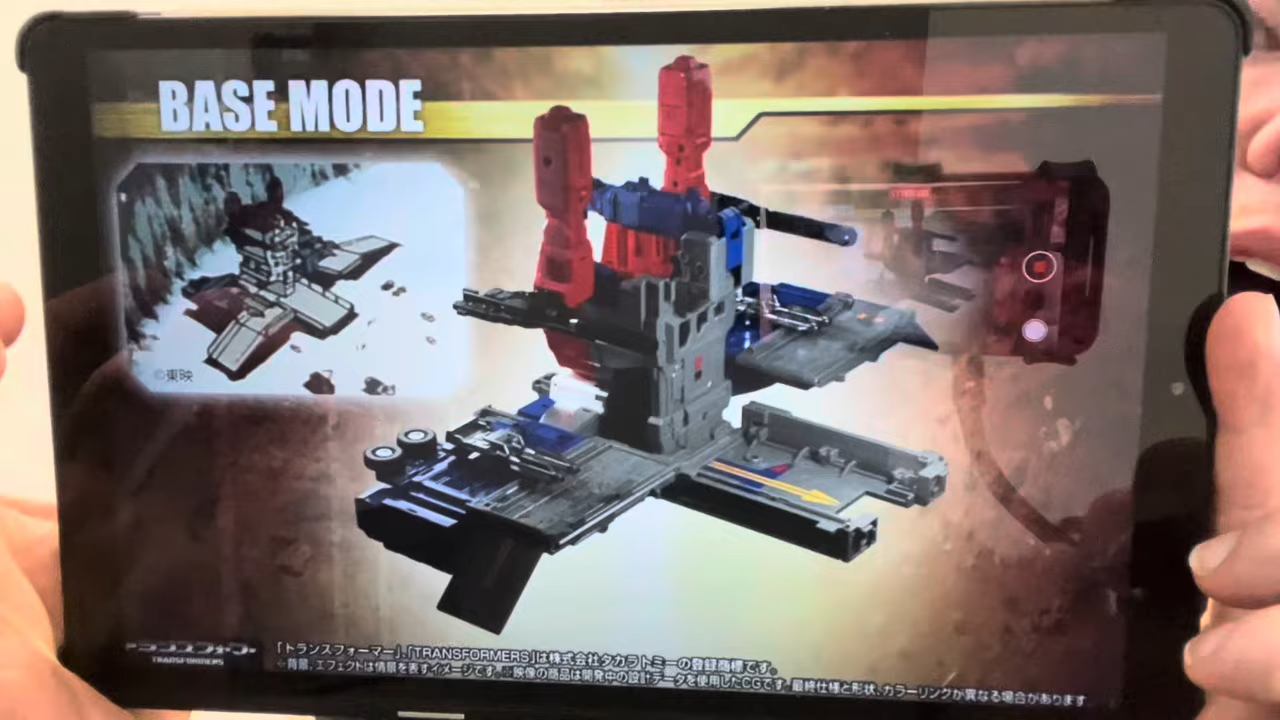 BASE MODE
©東映
トランスフォーマー
TRANSFORMERS
「トランスフォーマー」、「TRANSFORMERS」は株式会社タカラトミーの登録商標です。
※背景、エフェクトは情景を表すイメージです。※映像の商品は開発中の設計データを使用したCGです。最終仕様と形状、カラーリングが異なる場合があります